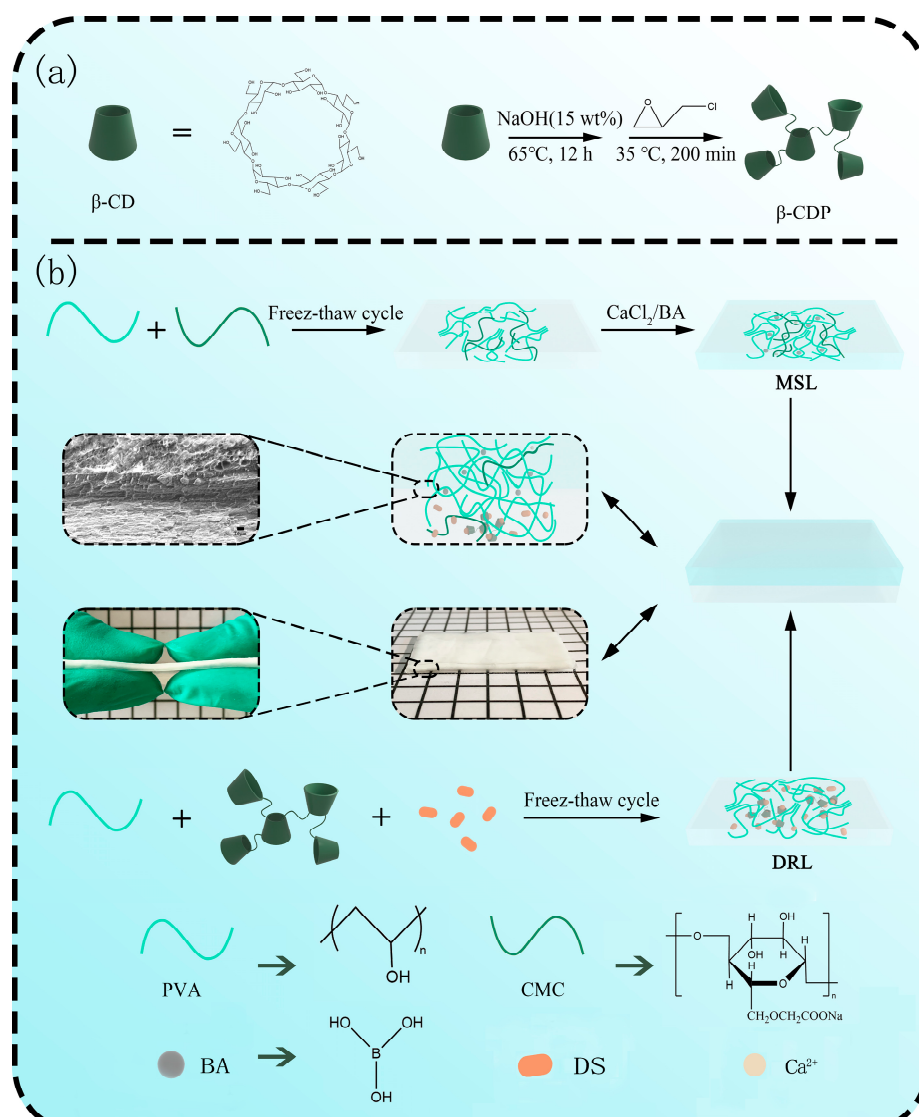 (a)
β-CD
=
NaOH(15 wt%)
65℃, 12 h
O
Cl
35 ℃, 200 min
β-CDP
(b)
+
Freez-thaw cycle
CaCl₂/BA
MSL
+
+
Freez-thaw cycle
DRL
PVA
n
OH
CMC
O
H
OH
H
OH
H
H
H
O
n
CH₂OCH₂COONa
BA
HO
OH
B
OH
DS
Ca²⁺